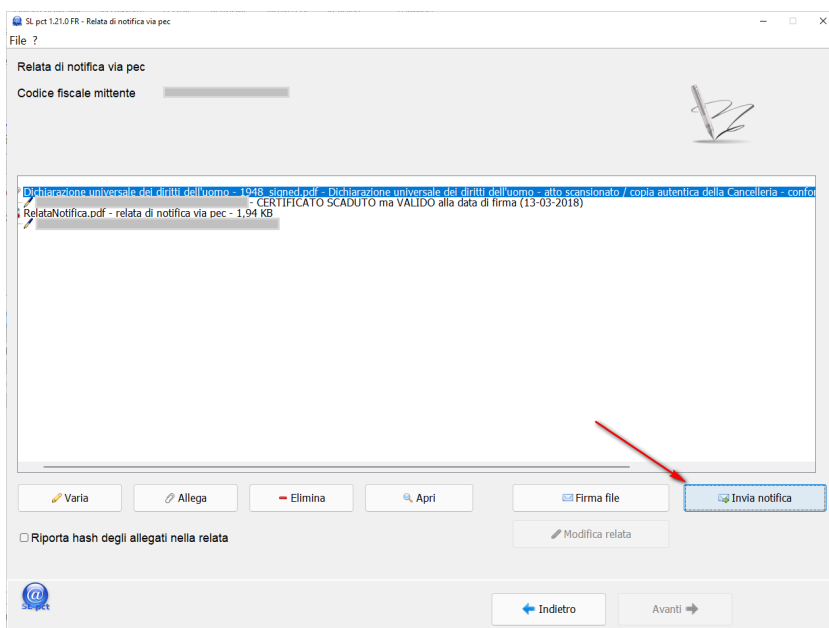 SL pct 1.21.0 FR - Relata di notifica via pec
File ?
Relata di notifica via pec
Codice fiscale mittente
Dichiarazione universale dei diritti dell'uomo - 1948_signed.pdf - Dichiarazione universale dei diritti dell'uomo - atto scansionato / copia autentica della Cancelleria - confor
- CERTIFICATO SCADUTO ma VALIDO alla data di firma (13-03-2018)
RelataNotifica.pdf - relata di notifica via pec - 1,94 KB
Varia Allega Elimina Apri Firma file Invia notifica
Riporta hash degli allegati nella relata Modifica relata
@ SL pct
Indietro Avanti